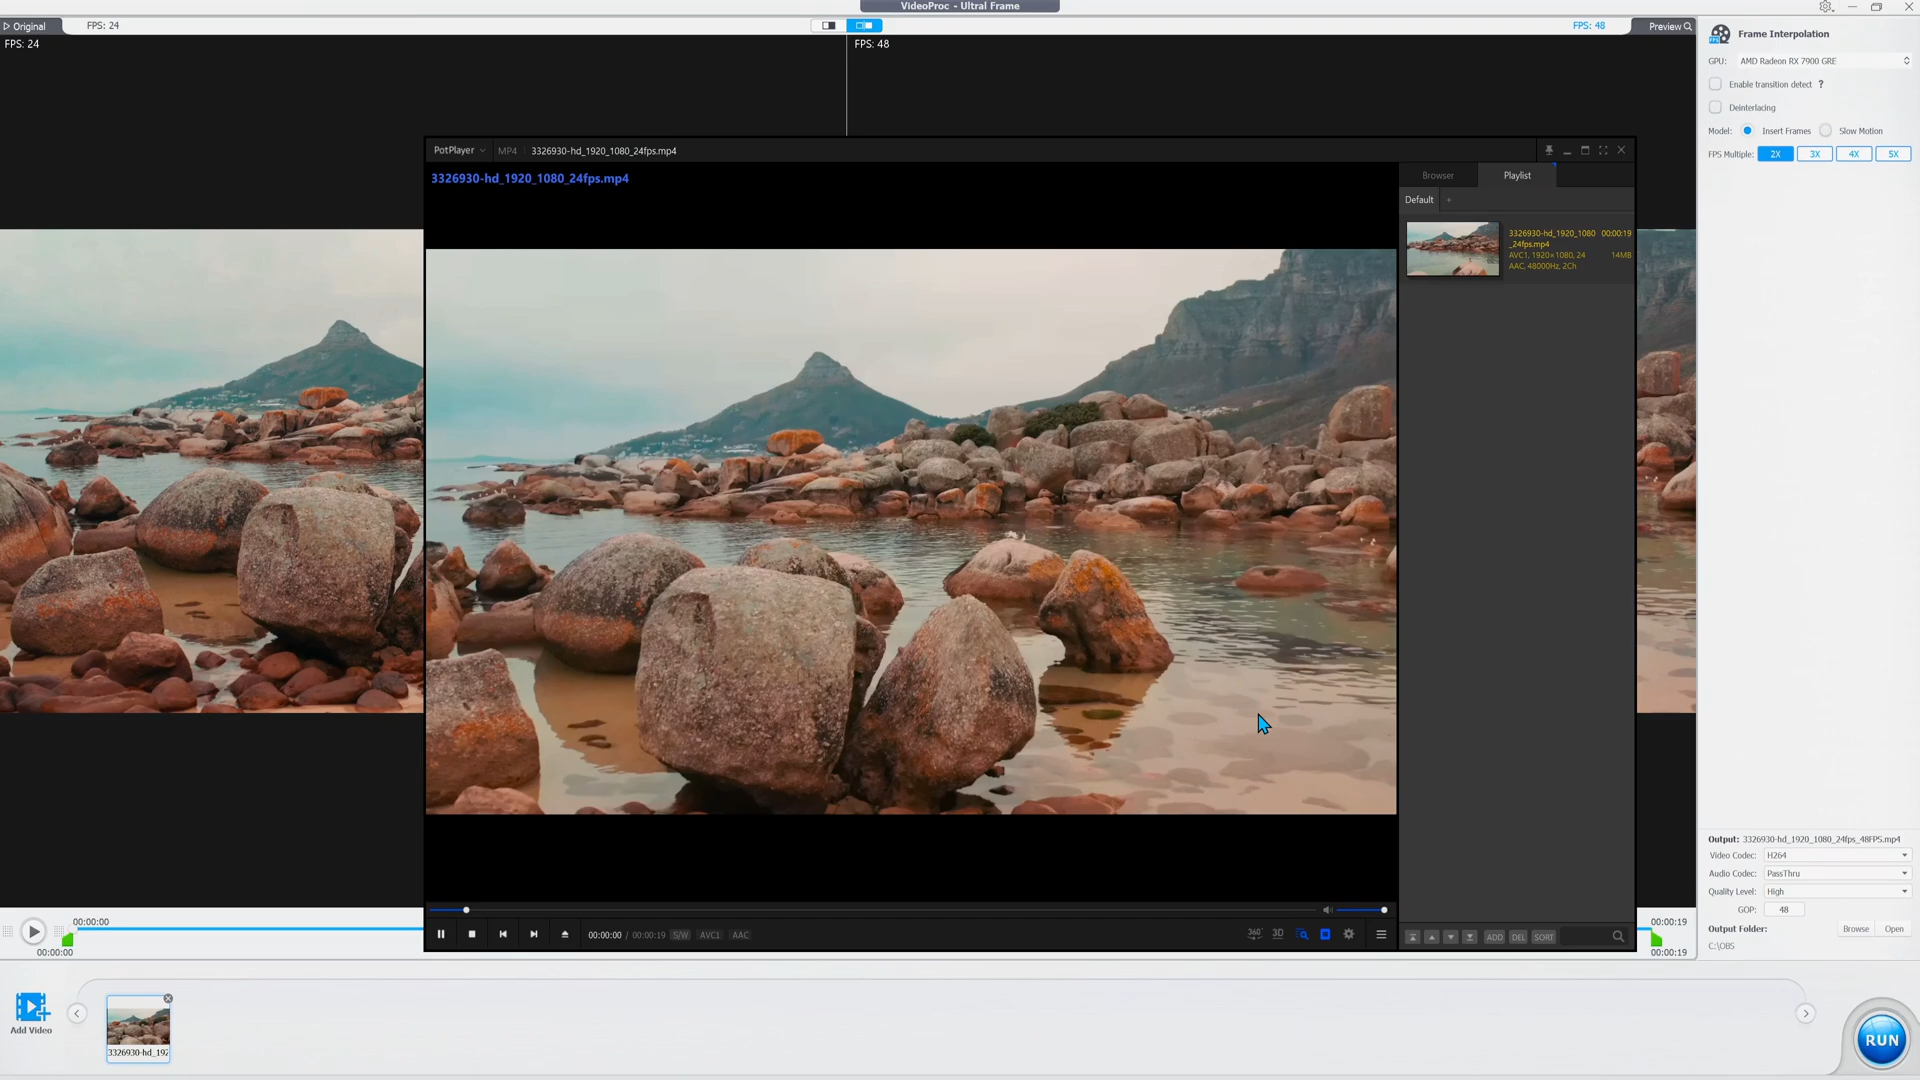 VideoProc - Ultral Frame
Original
FPS: 24
FPS: 48
Preview
FPS: 24
FPS: 48
Frame Interpolation
GPU: AMD Radeon RX 7900 GRE
Enable transition detect ?
Deinterlacing
Model: Insert Frames Slow Motion
FPS Multiple: 2X 3X 4X 5X
PotPlayer MP4 3326930-hd_1920_1080_24fps.mp4
3326930-hd_1920_1080_24fps.mp4
Browser Playlist
Default +
3326930-hd_1920_1080 00:00:19
_24fps.mp4
AVC1, 1920×1080, 24 14MB
AAC, 48000Hz, 2Ch
00:00:00 / 00:00:19 S/W AVC1 AAC
360° 3D
ADD DEL SORT
Output: 3326930-hd_1920_1080_24fps_48FPS.mp4
Video Codec: H264
Audio Codec: PassThru
Quality Level: High
GOP: 48
Output Folder: Browse Open
C:\OBS
00:00:00
00:00:00
00:00:19
00:00:19
Add Video
3326930-hd_192
RUN